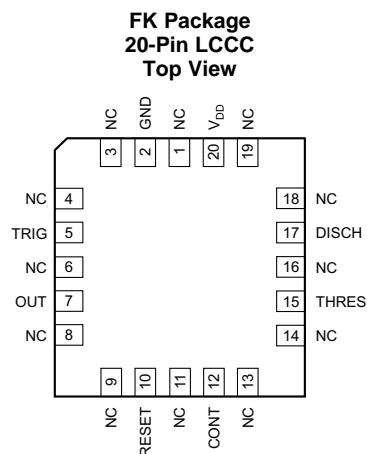 FK Package
20-Pin LCCC
Top View
NC GND NC VDD NC
3 2 1 20 19
NC 4 18 NC
TRIG 5 17 DISCH
NC 6 16 NC
OUT 7 15 THRES
NC 8 14 NC
9 10 11 12 13
NC RESET NC CONT NC